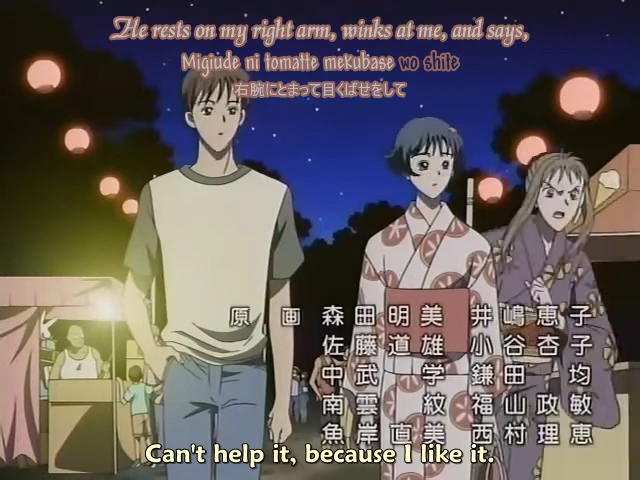 He rests on my right arm, winks at me, and says,
Migiude ni tomatte mekubase wo shite
右腕にとまって目くばせをして
原 画 森田明美 井嶋恵子
佐藤道雄 小谷杏子
中武 学 鎌田 均
南雲 紋 福山政敏
魚岸直美 西村理恵
Can't help it, because I like it.